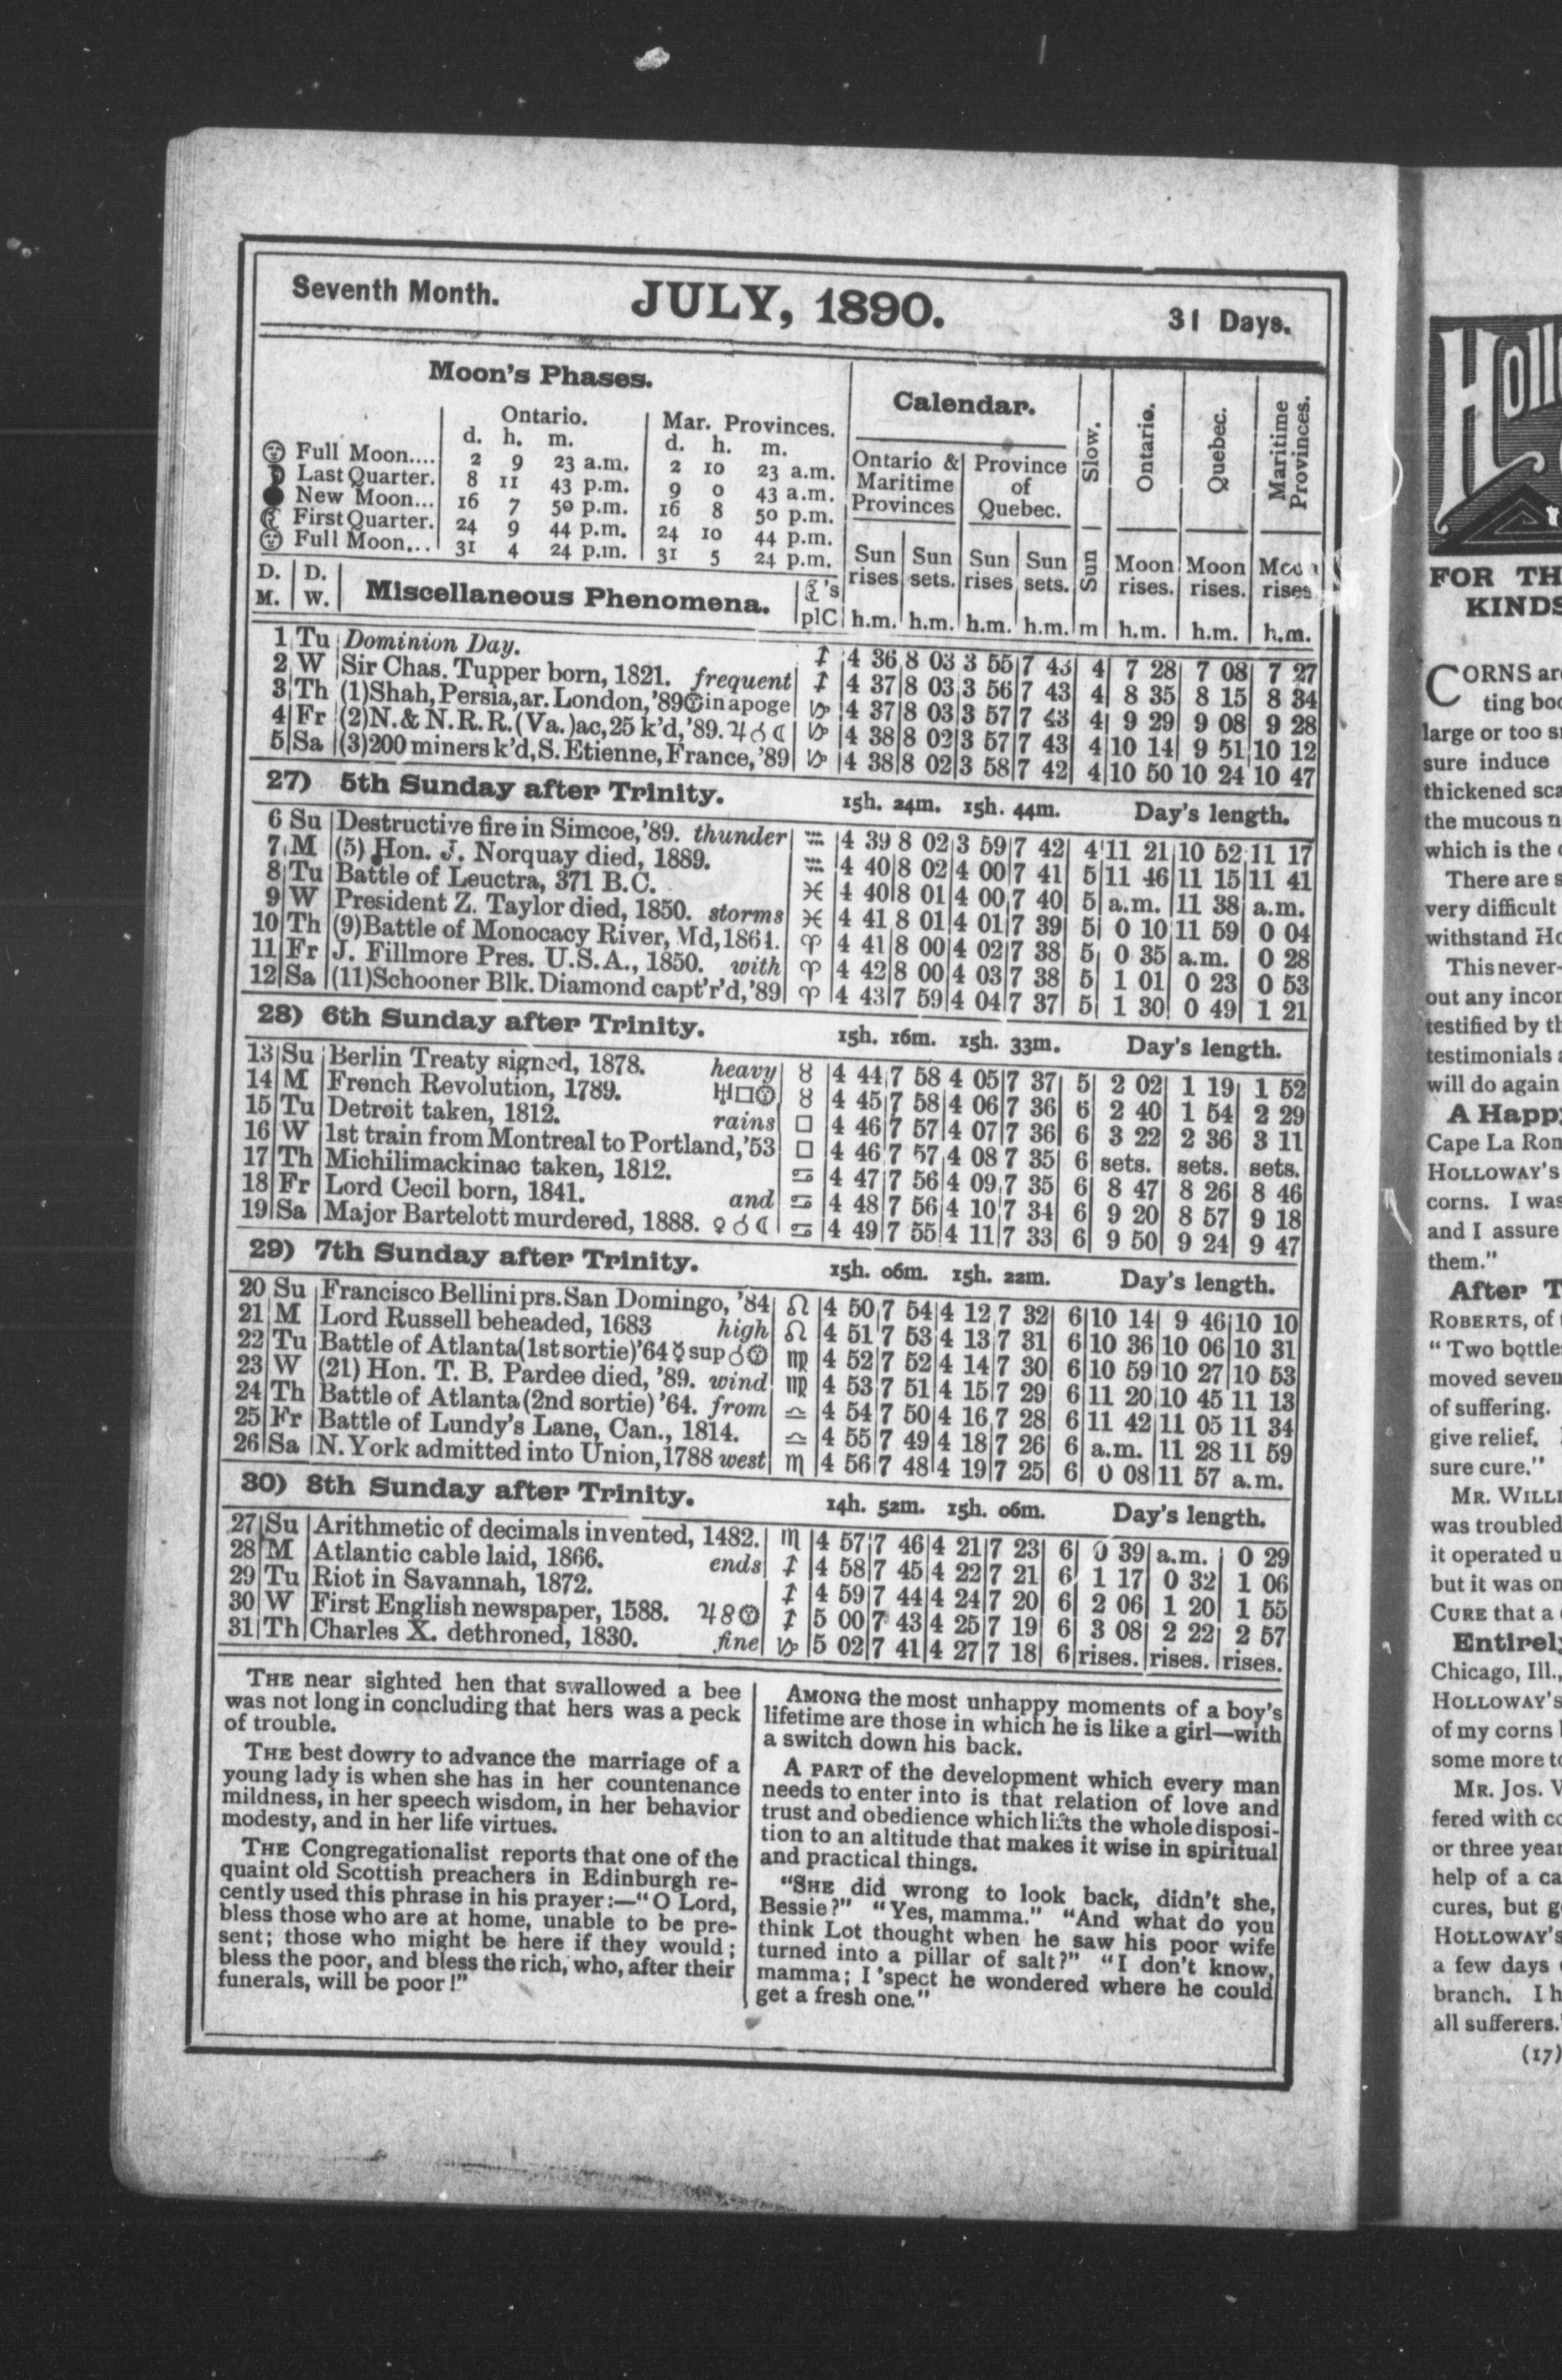 Seventh Month. JULY, 1890. 31 Days.
Moon's Phases.
Ontario. Mar. Provinces.
d. h. m. d. h. m.
Full Moon.... 2 9 23 a.m. 2 10 23 a.m.
Last Quarter. 8 11 43 p.m. 9 0 43 a.m.
New Moon... 16 7 50 p.m. 16 8 50 p.m.
First Quarter. 24 9 44 p.m. 24 10 44 p.m.
Full Moon... 31 4 24 p.m. 31 5 24 p.m.
Calendar.
Ontario & Maritime Provinces
Province of Quebec.
Sun Slow.
Ontario.
Quebec.
Maritime Provinces.
Sun rises Sun sets. Sun rises Sun sets. Moon rises. Moon rises. Moon rises
D. M. D. W. Miscellaneous Phenomena. ☾'s plC h.m. h.m. h.m. h.m. m h.m. h.m. h.m.
1 Tu Dominion Day. ♐ 4 36 8 03 3 55 7 43 4 7 28 7 08 7 27
2 W Sir Chas. Tupper born, 1821. frequent ♐ 4 37 8 03 3 56 7 43 4 8 35 8 15 8 34
3 Th (1)Shah, Persia, ar. London, '89 in apoge ♑ 4 37 8 03 3 57 7 43 4 9 29 9 08 9 28
4 Fr (2)N. & N. R. R. (Va.) ac, 25 k'd, '89. ♃☌☾ ♑ 4 38 8 02 3 57 7 43 4 10 14 9 51 10 12
5 Sa (3)200 miners k'd, S. Etienne, France, '89 ♑ 4 38 8 02 3 58 7 42 4 10 50 10 24 10 47
27) 5th Sunday after Trinity. 15h. 24m. 15h. 44m. Day's length.
6 Su Destructive fire in Simcoe, '89. thunder ♒ 4 39 8 02 3 59 7 42 4 11 21 10 52 11 17
7 M (5) Hon. J. Norquay died, 1889. ♒ 4 40 8 02 4 00 7 41 5 11 46 11 15 11 41
8 Tu Battle of Leuctra, 371 B.C. ♓ 4 40 8 01 4 00 7 40 5 a.m. 11 38 a.m.
9 W President Z. Taylor died, 1850. storms ♓ 4 41 8 01 4 01 7 39 5 0 10 11 59 0 04
10 Th (9)Battle of Monocacy River, Md, 1864. ♈ 4 41 8 00 4 02 7 38 5 0 35 a.m. 0 28
11 Fr J. Fillmore Pres. U.S.A., 1850. with ♈ 4 42 8 00 4 03 7 38 5 1 01 0 23 0 53
12 Sa (11)Schooner Blk. Diamond capt'r'd, '89 ♈ 4 43 7 59 4 04 7 37 5 1 30 0 49 1 21
28) 6th Sunday after Trinity. 15h. 16m. 15h. 33m. Day's length.
13 Su Berlin Treaty signed, 1878. heavy ♉ 4 44 7 58 4 05 7 37 5 2 02 1 19 1 52
14 M French Revolution, 1789. ♅□ ♉ 4 45 7 58 4 06 7 36 6 2 40 1 54 2 29
15 Tu Detroit taken, 1812. rains □ 4 46 7 57 4 07 7 36 6 3 22 2 36 3 11
16 W 1st train from Montreal to Portland, '53 □ 4 46 7 57 4 08 7 35 6 sets. sets. sets.
17 Th Michilimackinac taken, 1812. ♋ 4 47 7 56 4 09 7 35 6 8 47 8 26 8 46
18 Fr Lord Cecil born, 1841. and ♋ 4 48 7 56 4 10 7 34 6 9 20 8 57 9 18
19 Sa Major Bartelott murdered, 1888. ♀☌☾ ♋ 4 49 7 55 4 11 7 33 6 9 50 9 24 9 47
29) 7th Sunday after Trinity. 15h. 06m. 15h. 22m. Day's length.
20 Su Francisco Bellini prs. San Domingo, '84 ♌ 4 50 7 54 4 12 7 32 6 10 14 9 46 10 10
21 M Lord Russell beheaded, 1683 high ♌ 4 51 7 53 4 13 7 31 6 10 36 10 06 10 31
22 Tu Battle of Atlanta (1st sortie) '64 ☿ sup ☌ ♍ 4 52 7 52 4 14 7 30 6 10 59 10 27 10 53
23 W (21) Hon. T. B. Pardee died, '89. wind ♍ 4 53 7 51 4 15 7 29 6 11 20 10 45 11 13
24 Th Battle of Atlanta (2nd sortie) '64. from ♎ 4 54 7 50 4 16 7 28 6 11 42 11 05 11 34
25 Fr Battle of Lundy's Lane, Can., 1814. ♎ 4 55 7 49 4 18 7 26 6 a.m. 11 28 11 59
26 Sa N. York admitted into Union, 1788 west ♏ 4 56 7 48 4 19 7 25 6 0 08 11 57 a.m.
30) 8th Sunday after Trinity. 14h. 52m. 15h. 06m. Day's length.
27 Su Arithmetic of decimals invented, 1482. ♏ 4 57 7 46 4 21 7 23 6 0 39 a.m. 0 29
28 M Atlantic cable laid, 1866. ends ♐ 4 58 7 45 4 22 7 21 6 1 17 0 32 1 06
29 Tu Riot in Savannah, 1872. ♐ 4 59 7 44 4 24 7 20 6 2 06 1 20 1 55
30 W First English newspaper, 1588. ♃8 ♐ 5 00 7 43 4 25 7 19 6 3 08 2 22 2 57
31 Th Charles X. dethroned, 1830. fine ♑ 5 02 7 41 4 27 7 18 6 rises. rises. rises.
THE near sighted hen that swallowed a bee
was not long in concluding that hers was a peck
of trouble.
THE best dowry to advance the marriage of a
young lady is when she has in her countenance
mildness, in her speech wisdom, in her behavior
modesty, and in her life virtues.
THE Congregationalist reports that one of the
quaint old Scottish preachers in Edinburgh re-
cently used this phrase in his prayer:—"O Lord,
bless those who are at home, unable to be pre-
sent; those who might be here if they would;
bless the poor, and bless the rich, who, after their
funerals, will be poor!"
AMONG the most unhappy moments of a boy's
lifetime are those in which he is like a girl—with
a switch down his back.
A PART of the development which every man
needs to enter into is that relation of love and
trust and obedience which lifts the whole disposi-
tion to an altitude that makes it wise in spiritual
and practical things.
"SHE did wrong to look back, didn't she,
Bessie?" "Yes, mamma." "And what do you
think Lot thought when he saw his poor wife
turned into a pillar of salt?" "I don't know,
mamma; I 'spect he wondered where he could
get a fresh one."
Hollo
FOR TH
KINDS
CORNS are
ting boo
large or too s
sure induce
thickened sca
the mucous
which is the
There are s
very difficult
withstand Ho
This never-
out any incor
testified by th
testimonials a
will do again
A Happy
Cape La Ron
HOLLOWAY'S
corns. I was
and I assure
them."
After T
ROBERTS, of
"Two bottle
moved seven
of suffering.
give relief.
sure cure."
MR. WILLI
was troubled
it operated u
but it was on
CURE that a
Entirely
Chicago, Ill.,
HOLLOWAY'S
of my corns
some more to
MR. JOS. V
fered with co
or three year
help of a ca
cures, but g
HOLLOWAY'S
a few days
branch. I h
all sufferers.
(17)